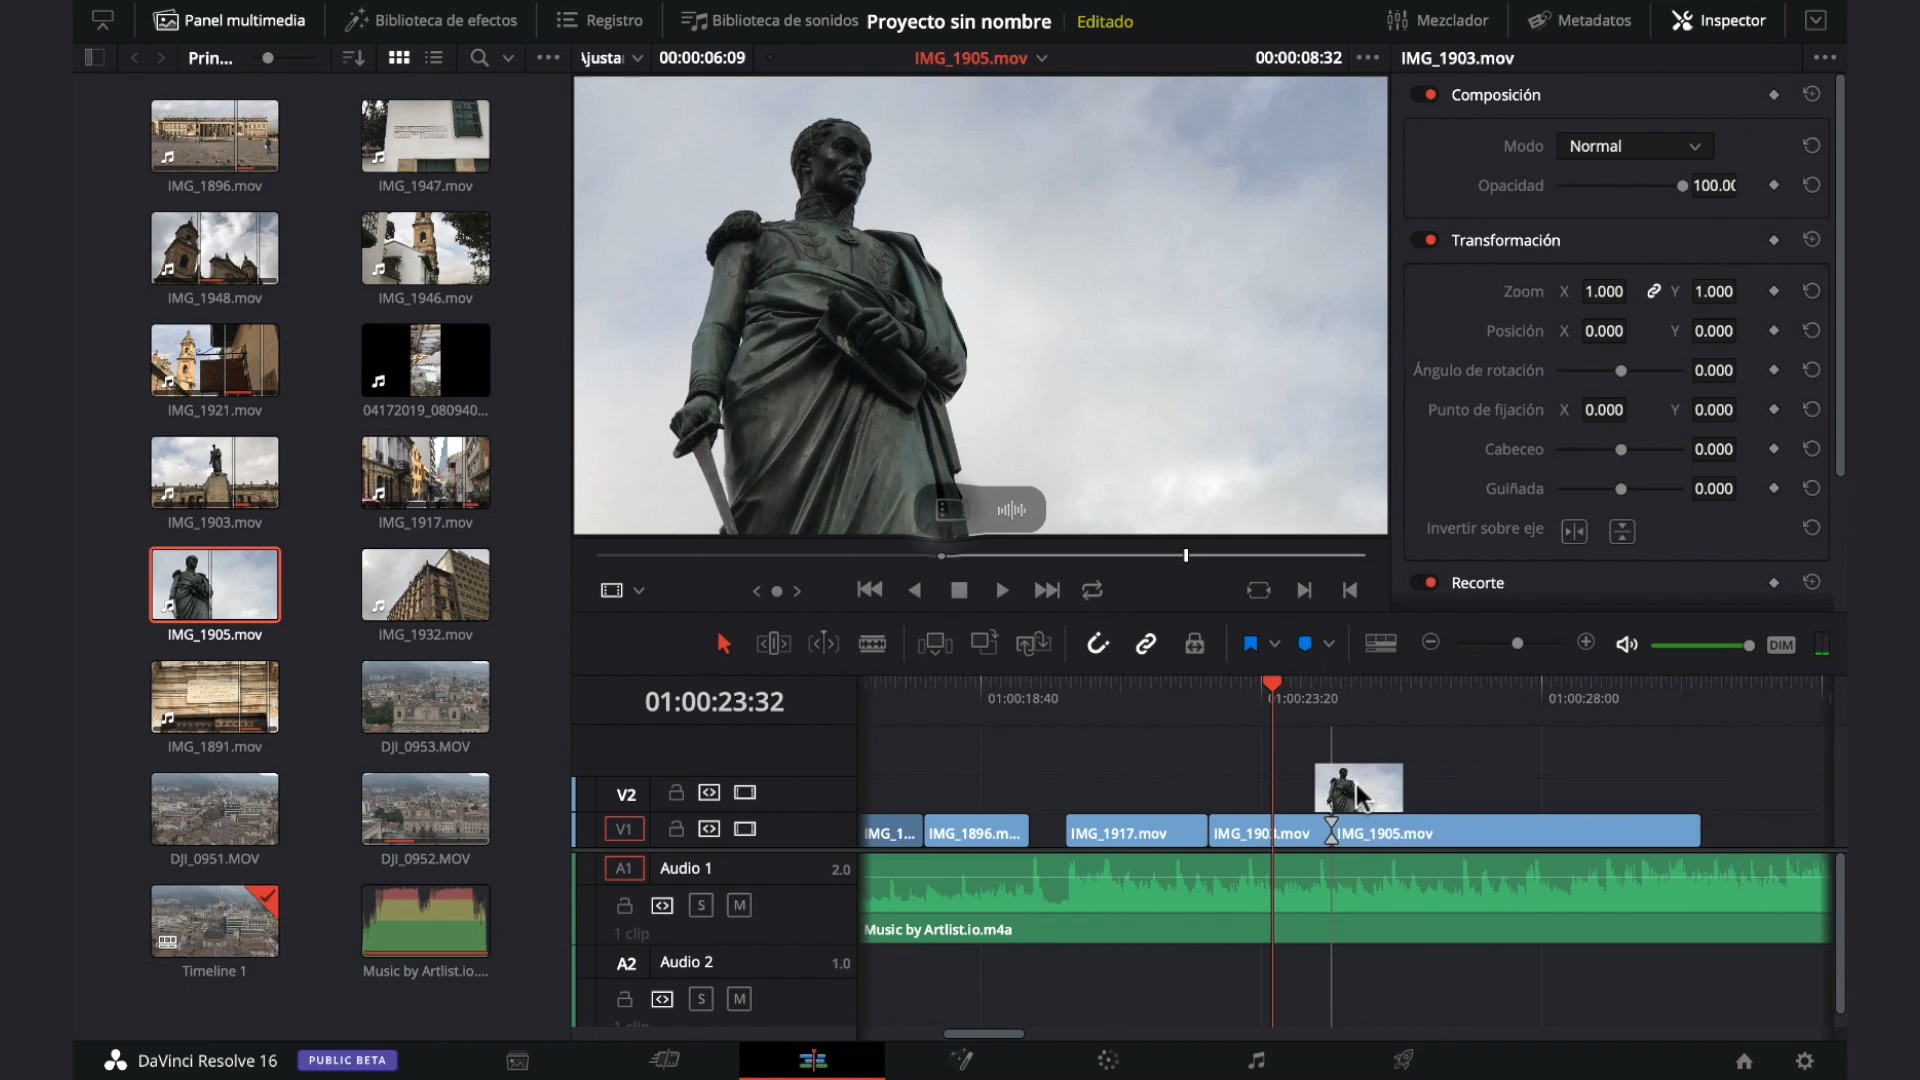 Panel multimedia
Biblioteca de efectos
Registro
Biblioteca de sonidos
Proyecto sin nombre
Editado
Mezclador
Metadatos
Inspector
Prin...
Ajusta
00:00:06:09
IMG_1905.mov
00:00:08:32
IMG_1903.mov
IMG_1896.mov
IMG_1947.mov
IMG_1948.mov
IMG_1946.mov
IMG_1921.mov
04172019_080940...
IMG_1903.mov
IMG_1917.mov
IMG_1905.mov
IMG_1932.mov
IMG_1891.mov
DJI_0953.MOV
DJI_0951.MOV
DJI_0952.MOV
Timeline 1
Music by Artlist.io....
Composición
Modo
Normal
Opacidad
100.00
Transformación
Zoom X 1.000 Y 1.000
Posición X 0.000 Y 0.000
Ángulo de rotación 0.000
Punto de fijación X 0.000 Y 0.000
Cabeceo 0.000
Guiñada 0.000
Invertir sobre eje
Recorte
DIM
01:00:23:32
01:00:18:40
01:00:23:20
01:00:28:00
V2
V1
IMG_1...
IMG_1896.m...
IMG_1917.mov
IMG_1903.mov
IMG_1905.mov
A1 Audio 1 2.0
S M
1 clip
Music by Artlist.io.m4a
A2 Audio 2 1.0
S M
1 clip
DaVinci Resolve 16
PUBLIC BETA